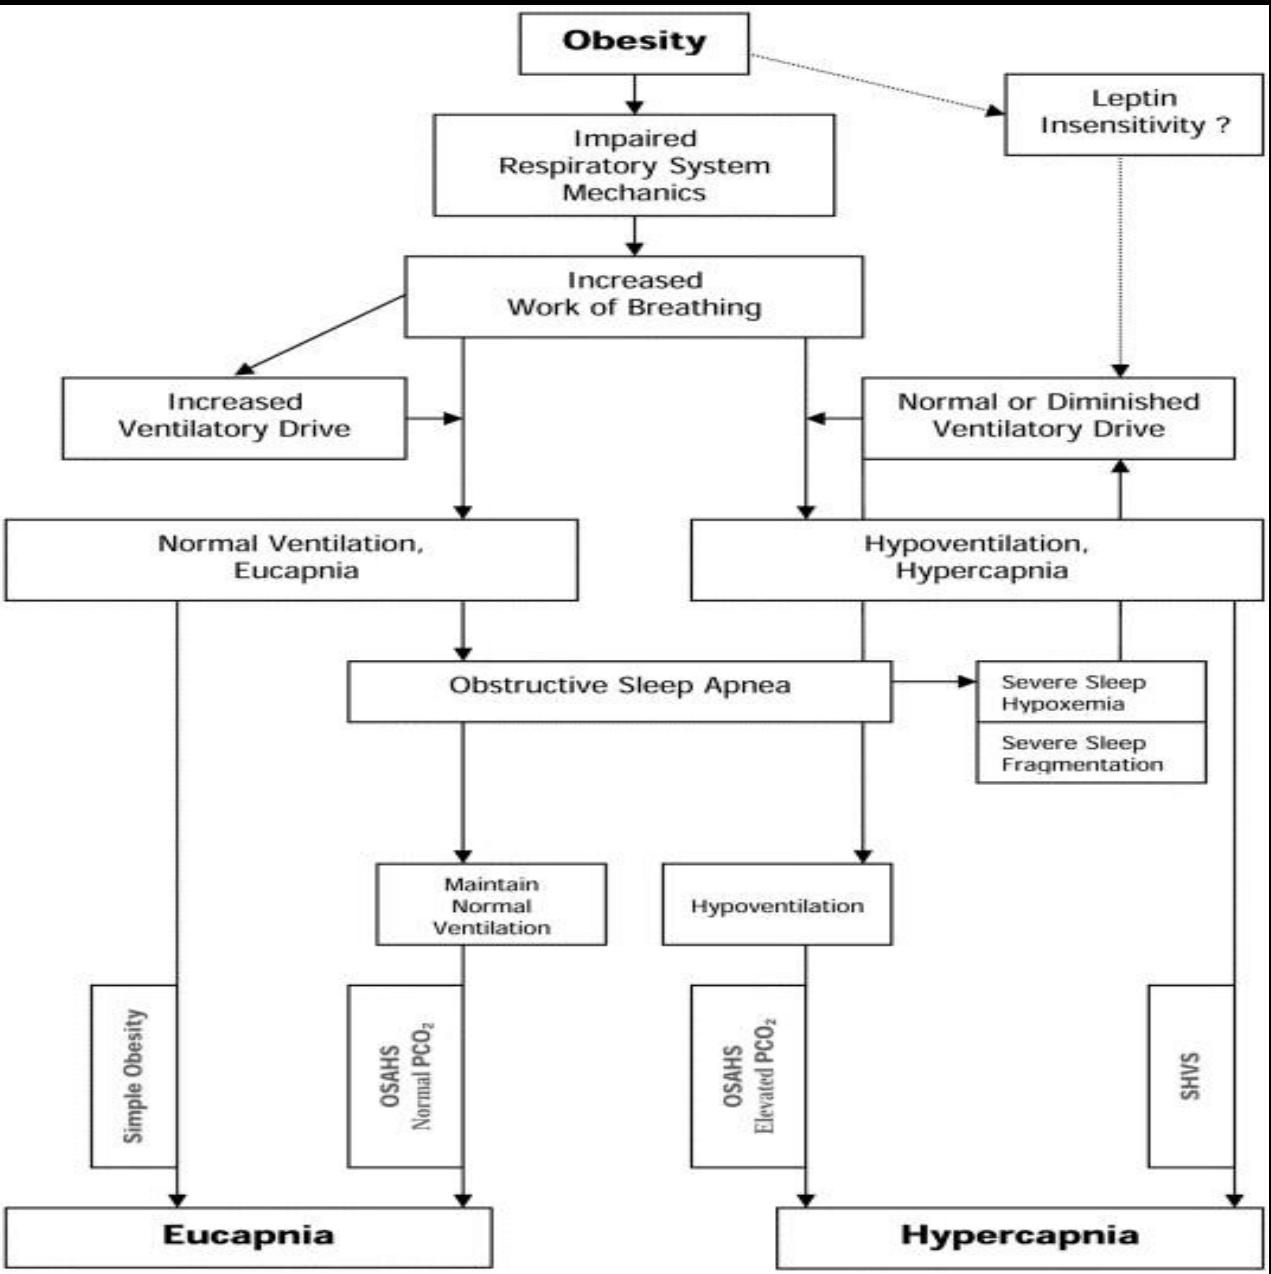 Obesity
Leptin
Insensitivity ?
Impaired
Respiratory System
Mechanics
Increased
Work of Breathing
Increased
Ventilatory Drive
Normal or Diminished
Ventilatory Drive
Normal Ventilation,
Eucapnia
Hypoventilation,
Hypercapnia
Obstructive Sleep Apnea
Severe Sleep
Hypoxemia
Severe Sleep
Fragmentation
Maintain
Normal
Ventilation
Hypoventilation
Simple Obesity
OSAHS
Normal PCO₂
OSAHS
Elevated PCO₂
SHVS
Eucapnia
Hypercapnia